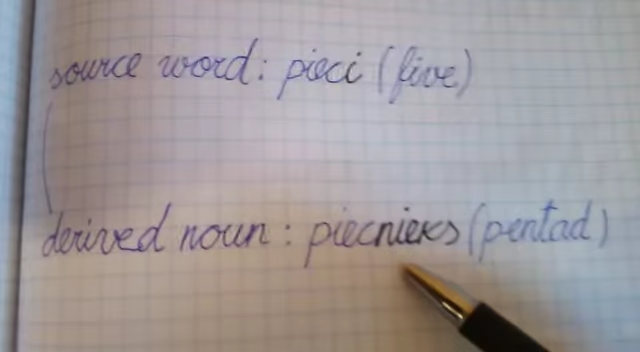 source word: pieci (five)
derived noun: piecnieks (pentad)